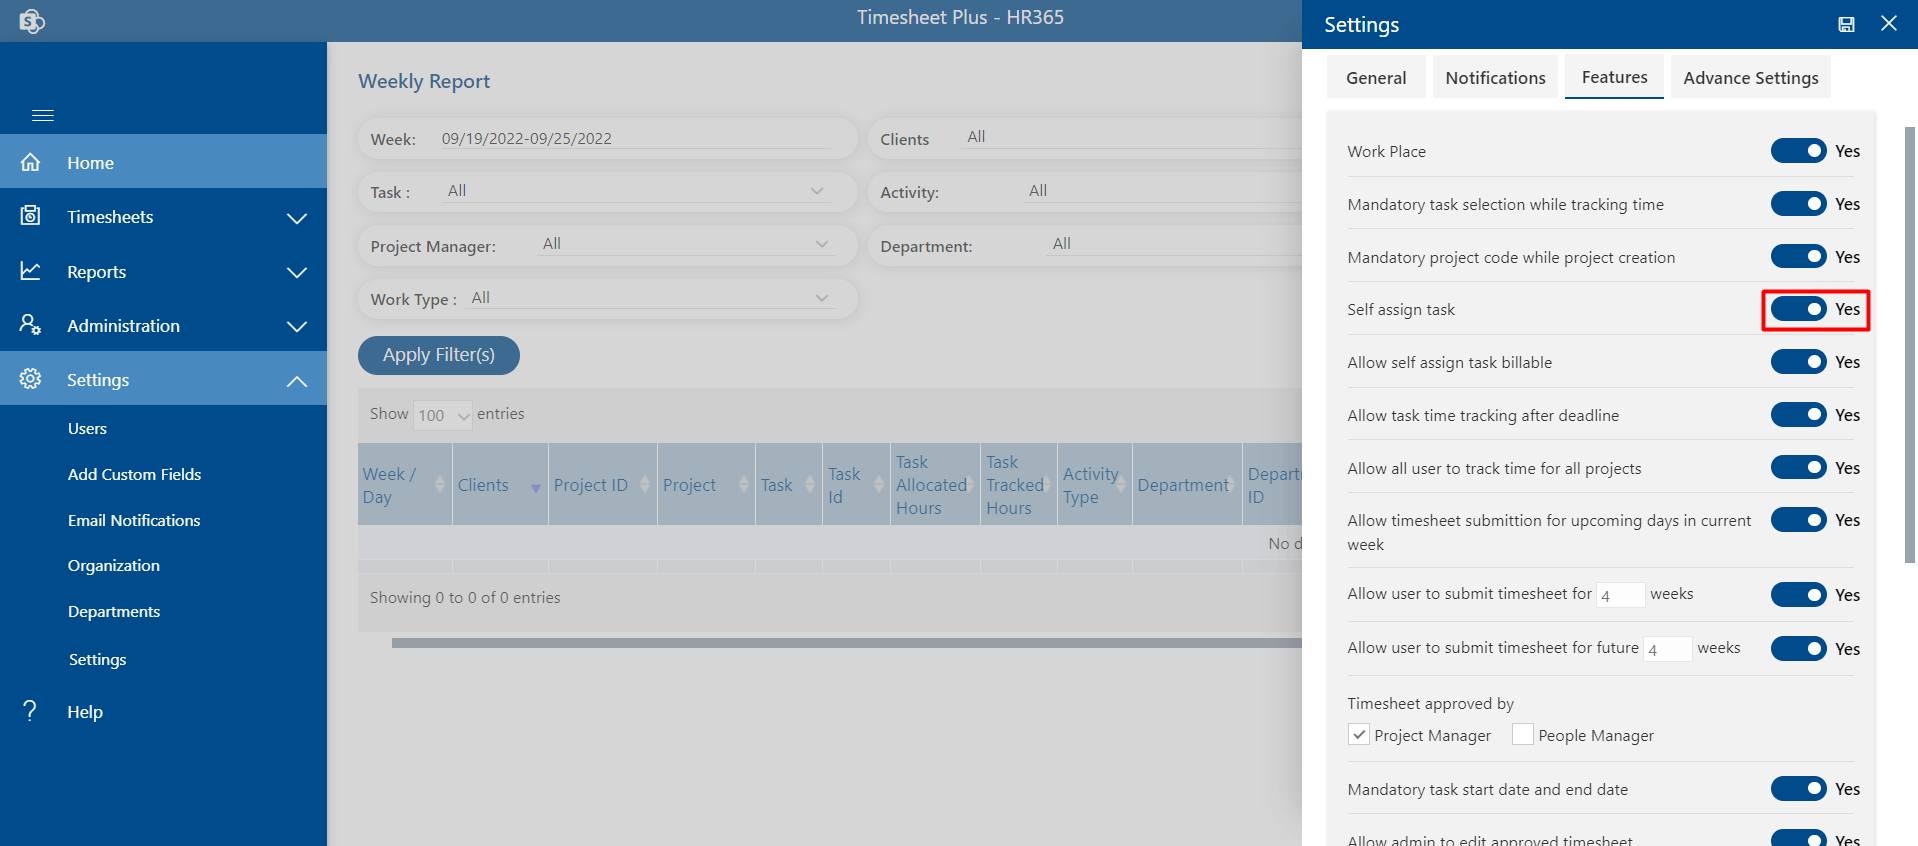 S
Timesheet Plus - HR365
Home
Timesheets
Reports
Administration
Settings
Users
Add Custom Fields
Email Notifications
Organization
Departments
Settings
? Help
Weekly Report
Week: 09/19/2022-09/25/2022
Clients All
Task : All
Activity: All
Project Manager: All
Department: All
Work Type : All
Apply Filter(s)
Show 100 entries
Week / Day
Clients
Project ID
Project
Task
Task Id
Task Allocated Hours
Task Tracked Hours
Activity Type
Department
ID
No
Showing 0 to 0 of 0 entries
Settings
General
Notifications
Features
Advance Settings
Work Place Yes
Mandatory task selection while tracking time Yes
Mandatory project code while project creation Yes
Self assign task Yes
Allow self assign task billable Yes
Allow task time tracking after deadline Yes
Allow all user to track time for all projects Yes
Allow timesheet submittion for upcoming days in current Yes
week
Allow user to submit timesheet for 4 weeks Yes
Allow user to submit timesheet for future 4 weeks Yes
Timesheet approved by
Project Manager People Manager
Mandatory task start date and end date Yes
Allow admin to edit approved timesheet Yes